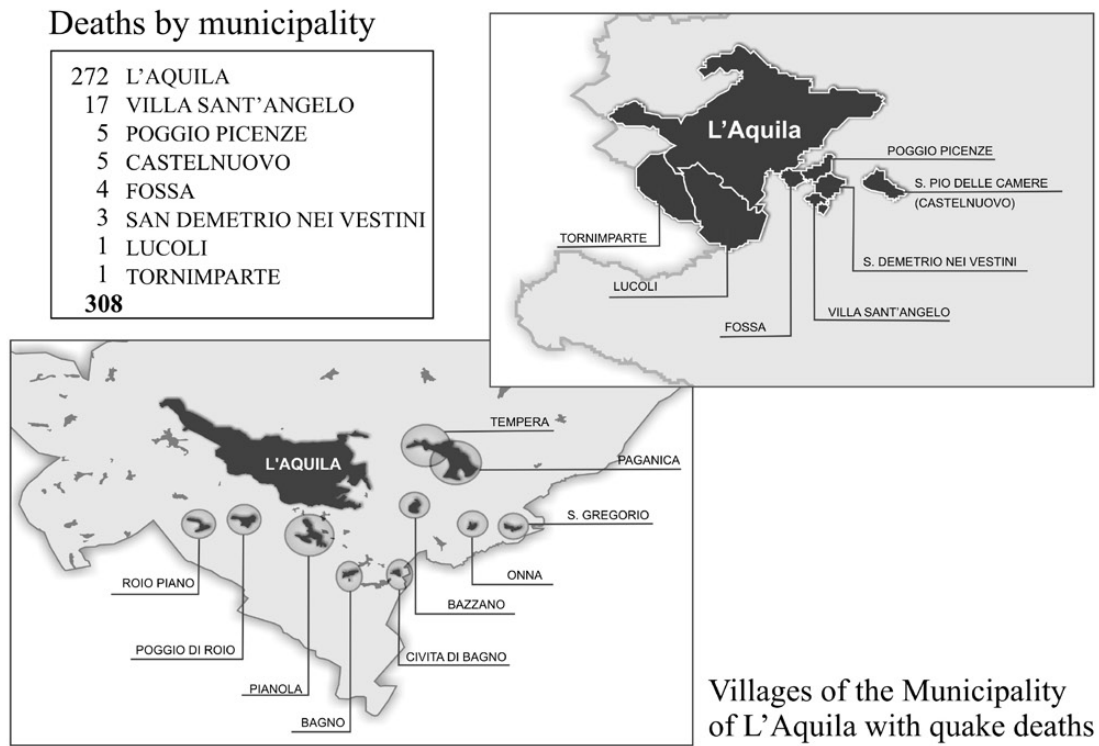 Deaths by municipality
272 L'AQUILA
17 VILLA SANT'ANGELO
5 POGGIO PICENZE
5 CASTELNUOVO
4 FOSSA
3 SAN DEMETRIO NEI VESTINI
1 LUCOLI
1 TORNIMPARTE
308
L'Aquila
POGGIO PICENZE
S. PIO DELLE CAMERE
(CASTELNUOVO)
TORNIMPARTE
S. DEMETRIO NEI VESTINI
LUCOLI
VILLA SANT'ANGELO
FOSSA
TEMPERA
L'AQUILA
PAGANICA
S. GREGORIO
ROIO PIANO
ONNA
BAZZANO
POGGIO DI ROIO
CIVITA DI BAGNO
PIANOLA
BAGNO
Villages of the Municipality
of L'Aquila with quake deaths